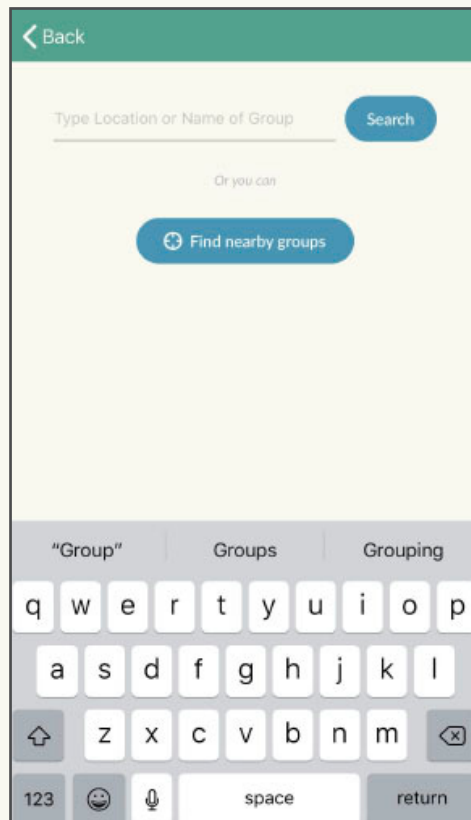 Back
Type Location or Name of Group Search
Or you can
Find nearby groups
“Group” Groups Grouping
q w e r t y u i o p
a s d f g h j k l
z x c v b n m
123 space return